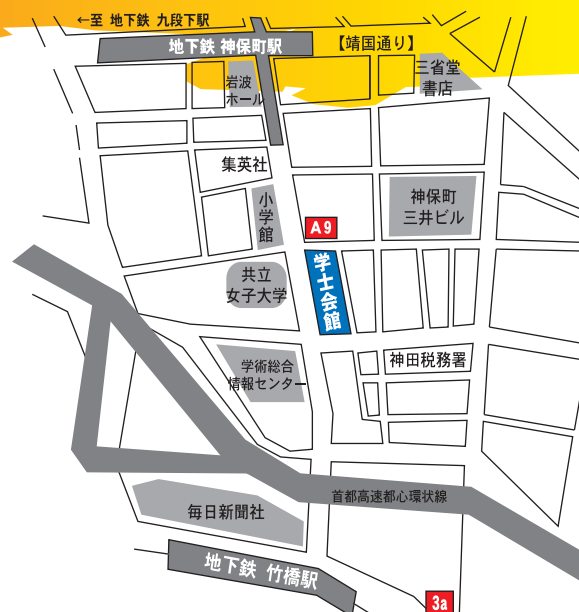 ←至 地下鉄 九段下駅
地下鉄 神保町駅
【靖国通り】
岩波
ホール
三省堂
書店
集英社
小学館
神保町
三井ビル
A9
学士会館
共立
女子大学
神田税務署
学術総合
情報センター
首都高速都心環状線
毎日新聞社
地下鉄 竹橋駅
3a